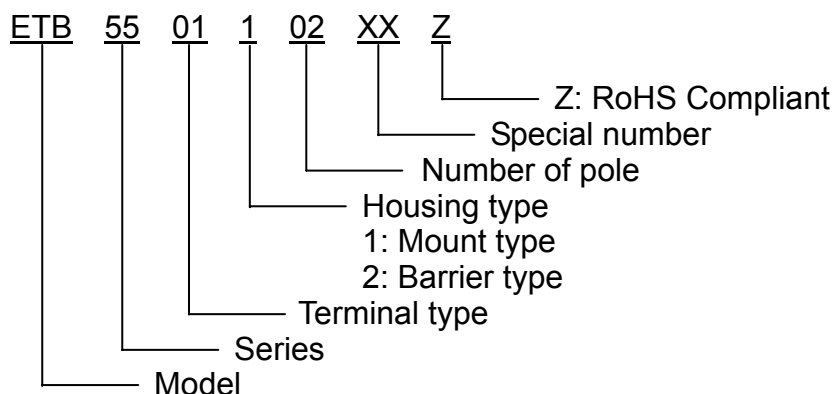 ETB 55 01 1 02 XX Z
Z: RoHS Compliant
Special number
Number of pole
Housing type
1: Mount type
2: Barrier type
Terminal type
Series
Model